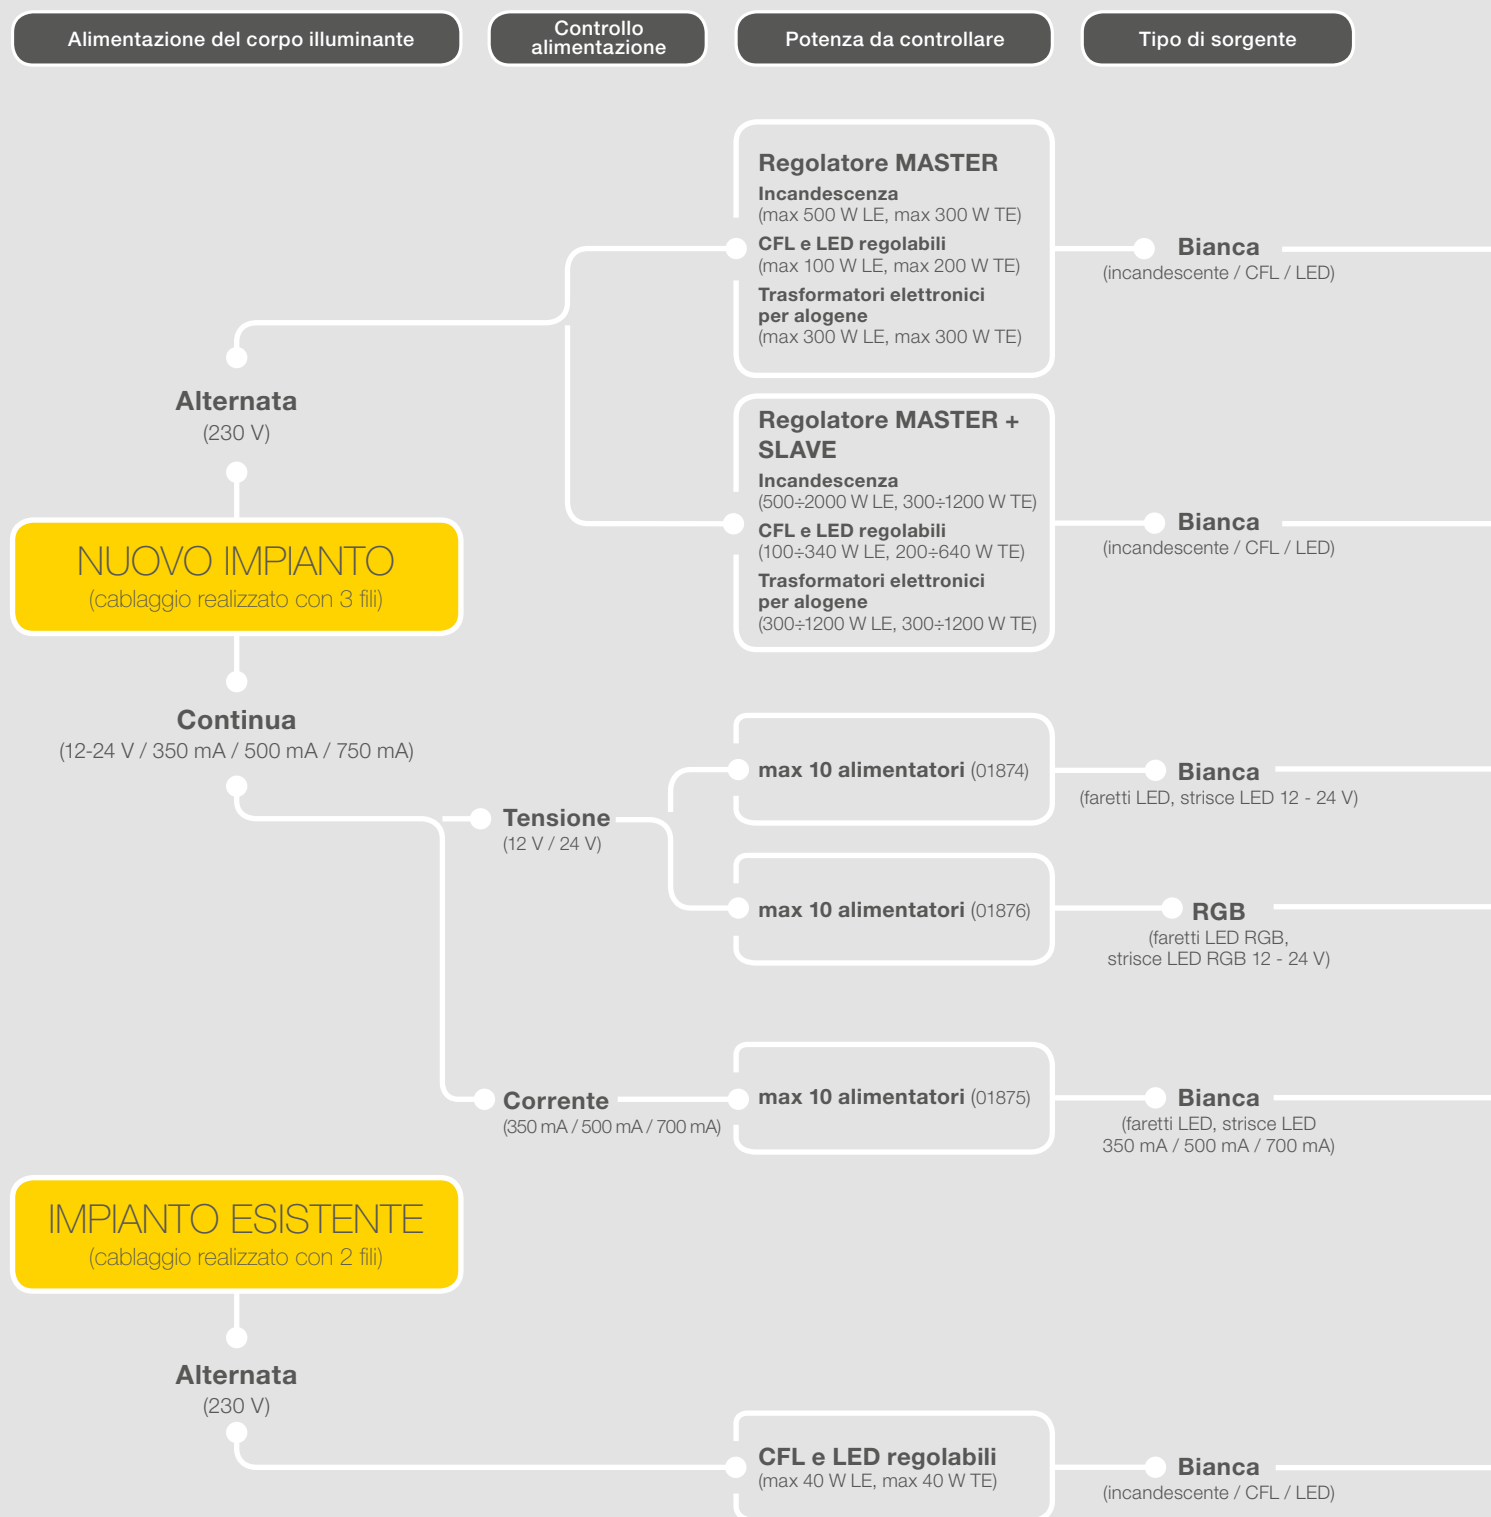 Alimentazione del corpo illuminante
Controllo
alimentazione
Potenza da controllare
Tipo di sorgente
Regolatore MASTER
Incandescenza
(max 500 W LE, max 300 W TE)
CFL e LED regolabili
(max 100 W LE, max 200 W TE)
Trasformatori elettronici
per alogene
(max 300 W LE, max 300 W TE)
Bianca
(incandescente / CFL / LED)
Alternata
(230 V)
Regolatore MASTER +
SLAVE
Incandescenza
(500÷2000 W LE, 300÷1200 W TE)
CFL e LED regolabili
(100÷340 W LE, 200÷640 W TE)
Trasformatori elettronici
per alogene
(300÷1200 W LE, 300÷1200 W TE)
Bianca
(incandescente / CFL / LED)
NUOVO IMPIANTO
(cablaggio realizzato con 3 fili)
Continua
(12-24 V / 350 mA / 500 mA / 750 mA)
Tensione
(12 V / 24 V)
max 10 alimentatori (01874)
Bianca
(faretti LED, strisce LED 12 - 24 V)
max 10 alimentatori (01876)
RGB
(faretti LED RGB,
strisce LED RGB 12 - 24 V)
Corrente
(350 mA / 500 mA / 700 mA)
max 10 alimentatori (01875)
Bianca
(faretti LED, strisce LED
350 mA / 500 mA / 700 mA)
IMPIANTO ESISTENTE
(cablaggio realizzato con 2 fili)
Alternata
(230 V)
CFL e LED regolabili
(max 40 W LE, max 40 W TE)
Bianca
(incandescente / CFL / LED)